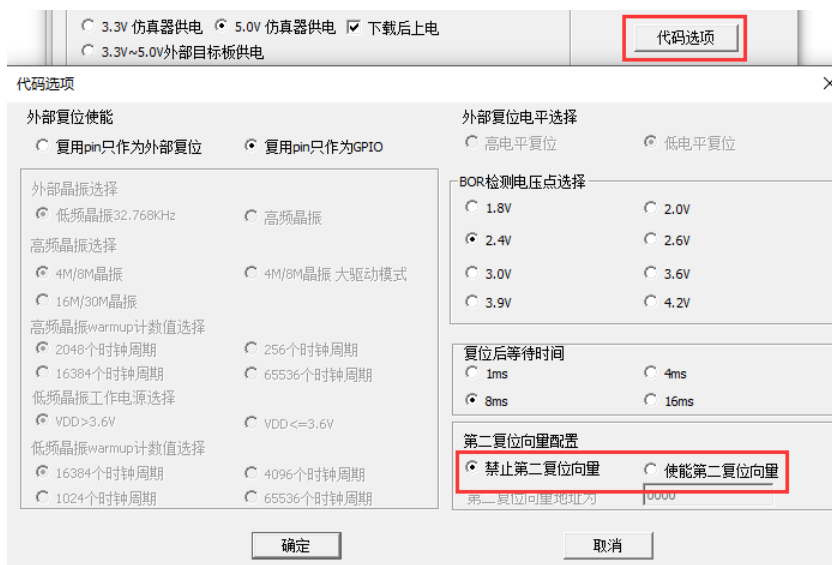 3.3V 仿真器供电 5.0V 仿真器供电 下载后上电
3.3V~5.0V外部目标板供电
代码选项
代码选项
外部复位使能
复用pin只作为外部复位 复用pin只作为GPIO
外部晶振选择
低频晶振32.768KHz 高频晶振
高频晶振选择
4M/8M晶振 4M/8M晶振 大驱动模式
16M/30M晶振
高频晶振warmup计数值选择
2048个时钟周期 256个时钟周期
16384个时钟周期 65536个时钟周期
低频晶振工作电源选择
VDD>3.6V VDD<=3.6V
低频晶振warmup计数值选择
16384个时钟周期 4096个时钟周期
1024个时钟周期 65536个时钟周期
外部复位电平选择
高电平复位 低电平复位
BOR检测电压点选择
1.8V 2.0V
2.4V 2.6V
3.0V 3.6V
3.9V 4.2V
复位后等待时间
1ms 4ms
8ms 16ms
第二复位向量配置
禁止第二复位向量 使能第二复位向量
第二复位向量地址为 0000
确定 取消